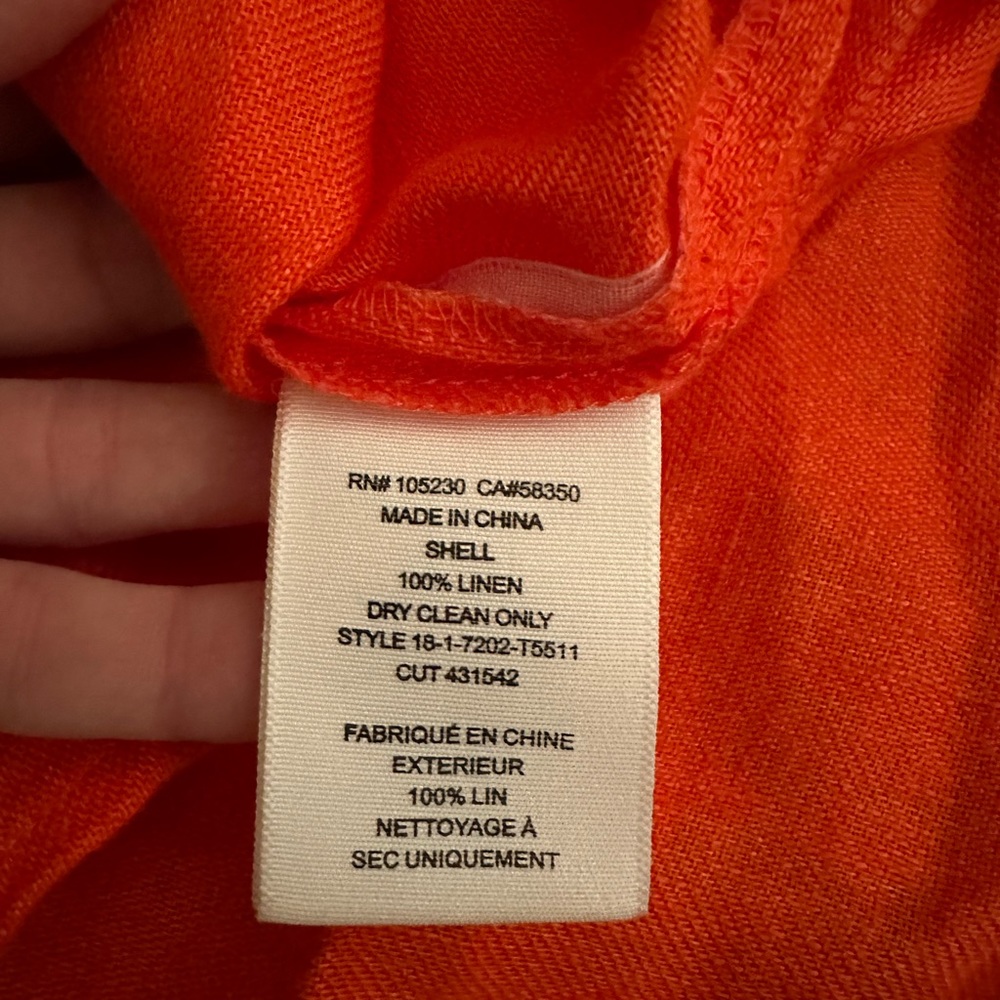 RN# 105230 CA#58350
MADE IN CHINA
SHELL
100% LINEN
DRY CLEAN ONLY
STYLE 18-1-7202-T5511
CUT 431542
FABRIQUÉ EN CHINE
EXTERIEUR
100% LIN
NETTOYAGE À
SEC UNIQUEMENT